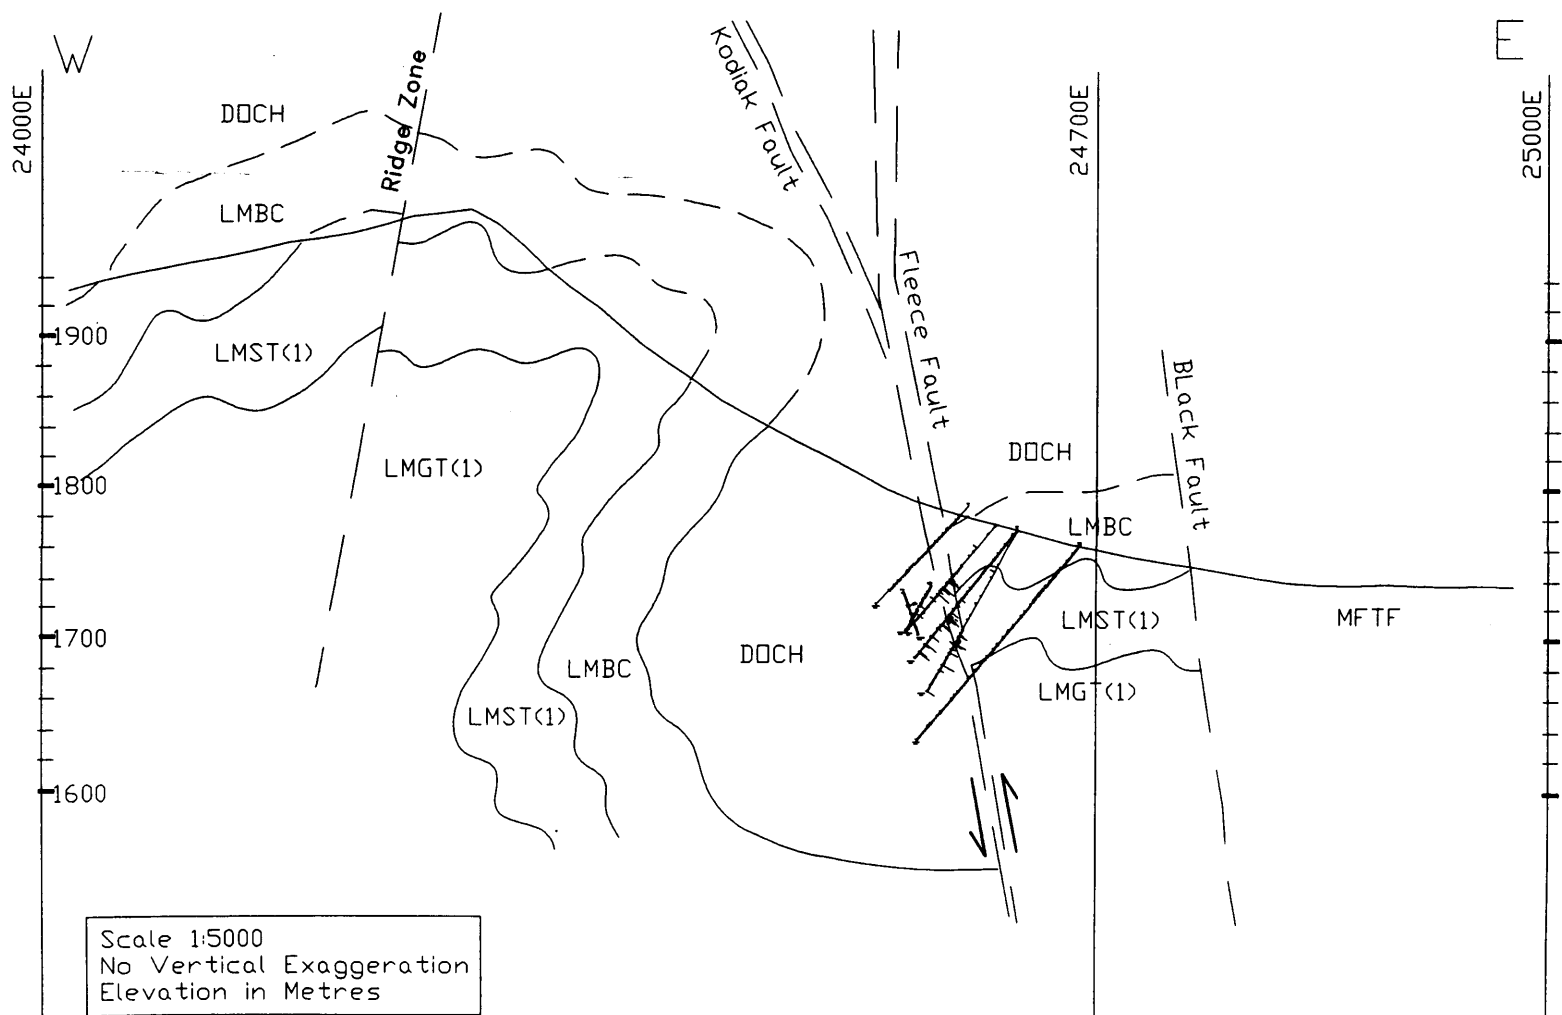 W
E
24000E
Ridge Zone
Kodiak Fault
24700E
25000E
DOCH
LMBC
Fleece Fault
1900
LMST(1)
BLack Fault
LMGT(1)
DOCH
1800
LMBC
LMST(1)
MFTF
1700
DOCH
LMBC
LMGT(1)
LMST(1)
1600
Scale 1:5000
No Vertical Exaggeration
Elevation in Metres